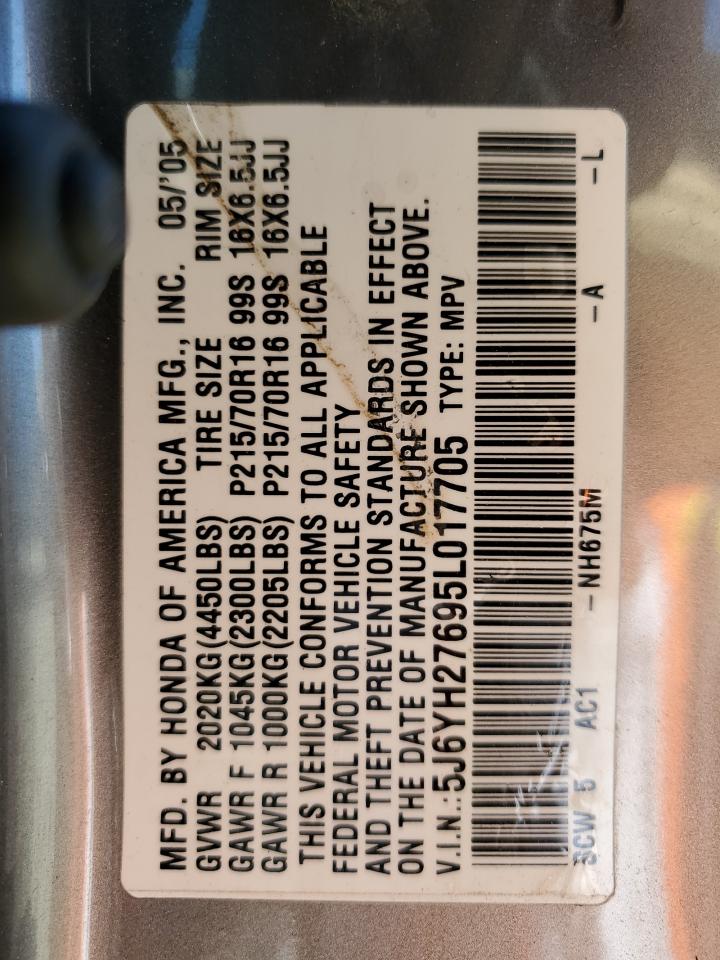 MFD. BY HONDA OF AMERICA MFG., INC. 05/'05
GVWR 2020KG(4450LBS) TIRE SIZE RIM SIZE
GAWR F 1045KG(2300LBS) P215/70R16 99S 16X6.5JJ
GAWR R 1000KG(2205LBS) P215/70R16 99S 16X6.5JJ
THIS VEHICLE CONFORMS TO ALL APPLICABLE
FEDERAL MOTOR VEHICLE SAFETY
AND THEFT PREVENTION STANDARDS IN EFFECT
ON THE DATE OF MANUFACTURE SHOWN ABOVE.
V.I.N.:5J6YH27695L017705 TYPE: MPV
SCW 5 AC1 – NH675M –A –L